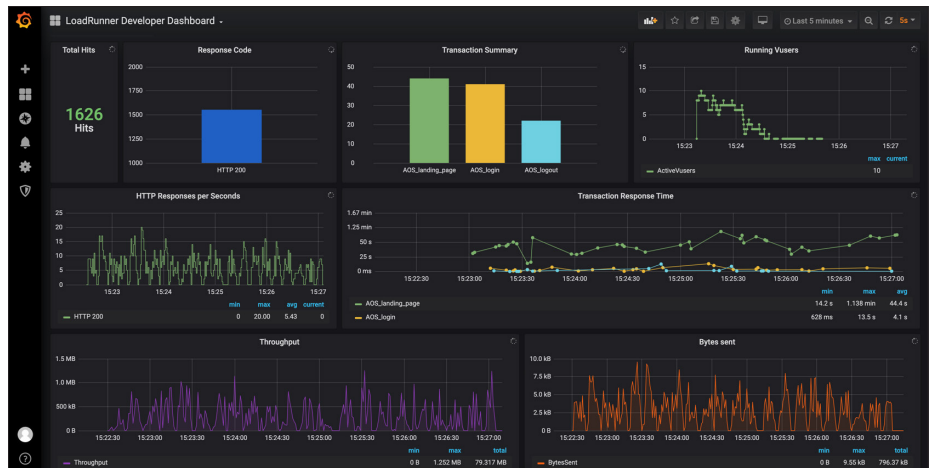 LoadRunner Developer Dashboard
Last 5 minutes
5s
Total Hits
1626
Hits
Response Code
2000
1750
1500
1250
1000
HTTP 200
Transaction Summary
50
40
30
20
10
0
AOS_landing_page AOS_login AOS_logout
Running Vusers
15
10
5
0
15:23 15:24 15:25 15:26 15:27
max current
ActiveVusers 10
HTTP Responses per Seconds
25
20
15
10
5
0
15:23 15:24 15:25 15:26 15:27
min max avg current
HTTP 200 0 20.00 5.43 0
Transaction Response Time
1.67 min
1.25 min
50 s
25 s
0 ms
15:22:30 15:23:00 15:23:30 15:24:00 15:24:30 15:25:00 15:25:30 15:26:00 15:26:30 15:27:00
min max avg
AOS_landing_page 14.2 s 1.138 min 44.4 s
AOS_login 628 ms 13.5 s 4.1 s
Throughput
1.5 MB
1.0 MB
500 kB
0 B
15:22:30 15:23:00 15:23:30 15:24:00 15:24:30 15:25:00 15:25:30 15:26:00 15:26:30 15:27:00
min max total
Throughput 0 B 1.252 MB 79.317 MB
Bytes sent
10.0 kB
7.5 kB
5.0 kB
2.5 kB
0 B
15:22:30 15:23:00 15:23:30 15:24:00 15:24:30 15:25:00 15:25:30 15:26:00 15:26:30 15:27:00
min max total
BytesSent 0 B 9.55 kB 796.37 kB